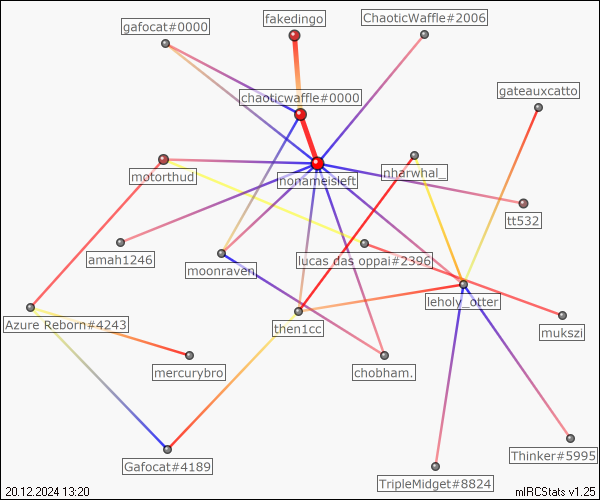 gafocat#0000
fakedingo
ChaoticWaffle#2006
chaoticwaffle#0000
gateauxcatto
motorthud
nonameisleft
nharwhal_
tt532
amah1246
moonraven
lucas das oppai#2396
leholy_otter
Azure Reborn#4243
then1cc
mukszi
mercurybro
chobham.
Gafocat#4189
Thinker#5995
TripleMidget#8824
20.12.2024 13:20
mIRCStats v1.25